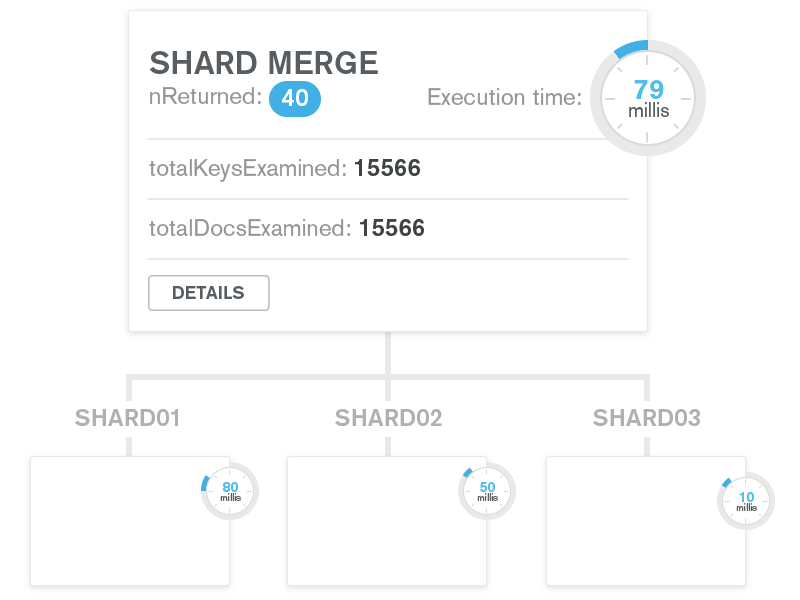 SHARD MERGE
nReturned: 40
Execution time: 79 millis
totalKeysExamined: 15566
totalDocsExamined: 15566
DETAILS
SHARD01
SHARD02
SHARD03
80
millis
50
millis
10
millis